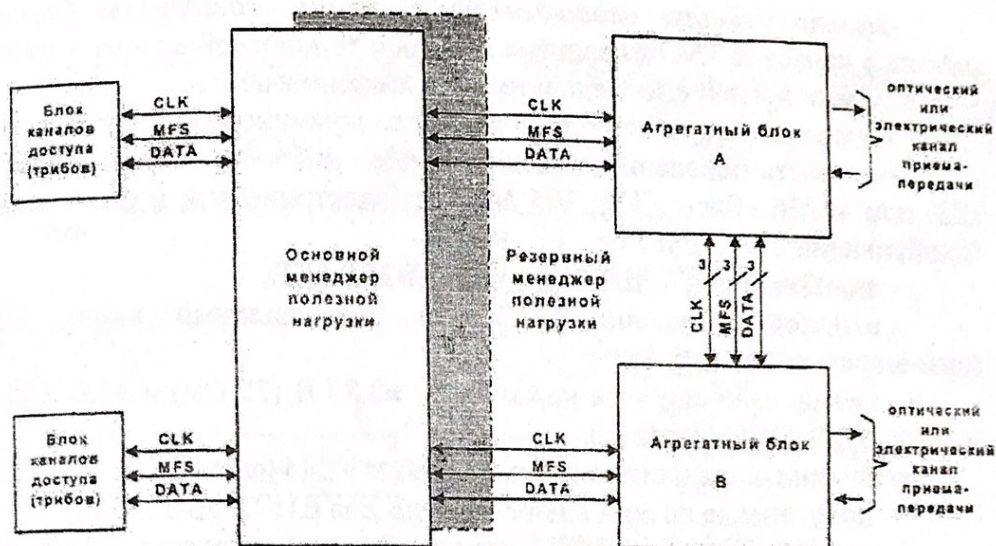 Блок
каналов
доступа
(трибов)
CLK
MFS
DATA
Основной
менеджер
полезной
нагрузки
Резервный
менеджер
полезной
нагрузки
CLK
MFS
DATA
Агрегатный блок
А
оптический
или
электрический
канал
приема-
передачи
3
3
3
CLK
MFS
DATA
Блок
каналов
доступа
(трибов)
CLK
MFS
DATA
CLK
MFS
DATA
Агрегатный блок
В
оптический
или
электрический
канал
приема-
передачи